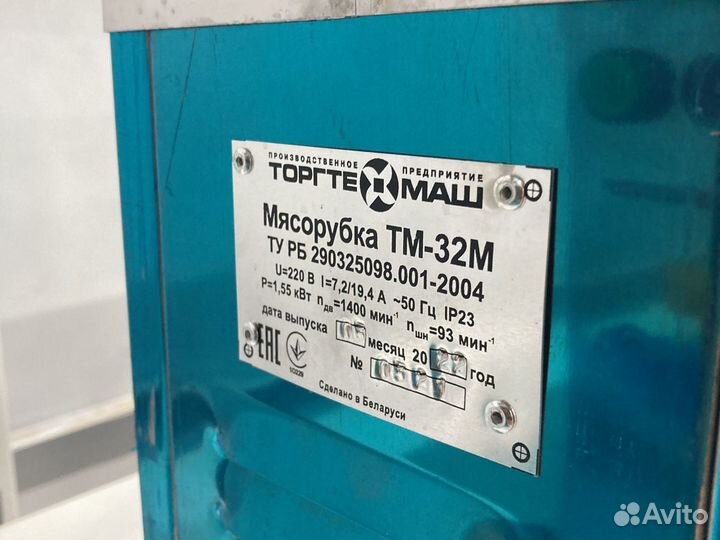 ПРОИЗВОДСТВЕННОЕ ПРЕДПРИЯТИЕ
ТОРГТЕХМАШ
Мясорубка ТМ-32М
ТУ РБ 290325098.001-2004
U=220 В I=7,2/19,4 А ~50 Гц IP23
P=1,55 кВт nдв=1400 мин⁻¹ nшн=93 мин⁻¹
дата выпуска месяц 2022 год
№
EAC
Сделано в Беларуси
Avito